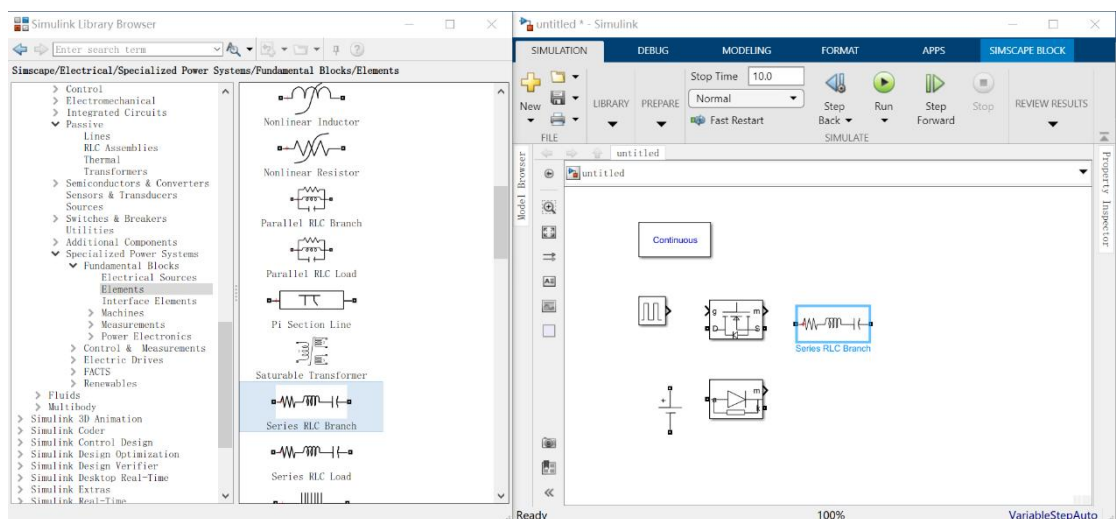 Simulink Library Browser
Enter search term
Simscape/Electrical/Specialized Power Systems/Fundamental Blocks/Elements
Control
Electromechanical
Integrated Circuits
Passive
Lines
RLC Assemblies
Thermal
Transformers
Semiconductors & Converters
Sensors & Transducers
Sources
Switches & Breakers
Utilities
Additional Components
Specialized Power Systems
Fundamental Blocks
Electrical Sources
Elements
Interface Elements
Machines
Measurements
Power Electronics
Control & Measurements
Electric Drives
FACTS
Renewables
Fluids
Multibody
Simulink 3D Animation
Simulink Coder
Simulink Control Design
Simulink Design Optimization
Simulink Design Verifier
Simulink Desktop Real-Time
Simulink Extras
Simulink Real-Time
Nonlinear Inductor
Nonlinear Resistor
Parallel RLC Branch
Parallel RLC Load
Pi Section Line
Saturable Transformer
Series RLC Branch
Series RLC Load
untitled * - Simulink
SIMULATION DEBUG MODELING FORMAT APPS SIMSCAPE BLOCK
New
FILE
LIBRARY
PREPARE
Stop Time 10.0
Normal
Fast Restart
Step Back
Run
Step Forward
Stop
SIMULATE
REVIEW RESULTS
untitled
untitled
Model Browser
Property Inspector
Continuous
g m
D S
Series RLC Branch
+
m
a k
Ready 100% VariableStepAuto